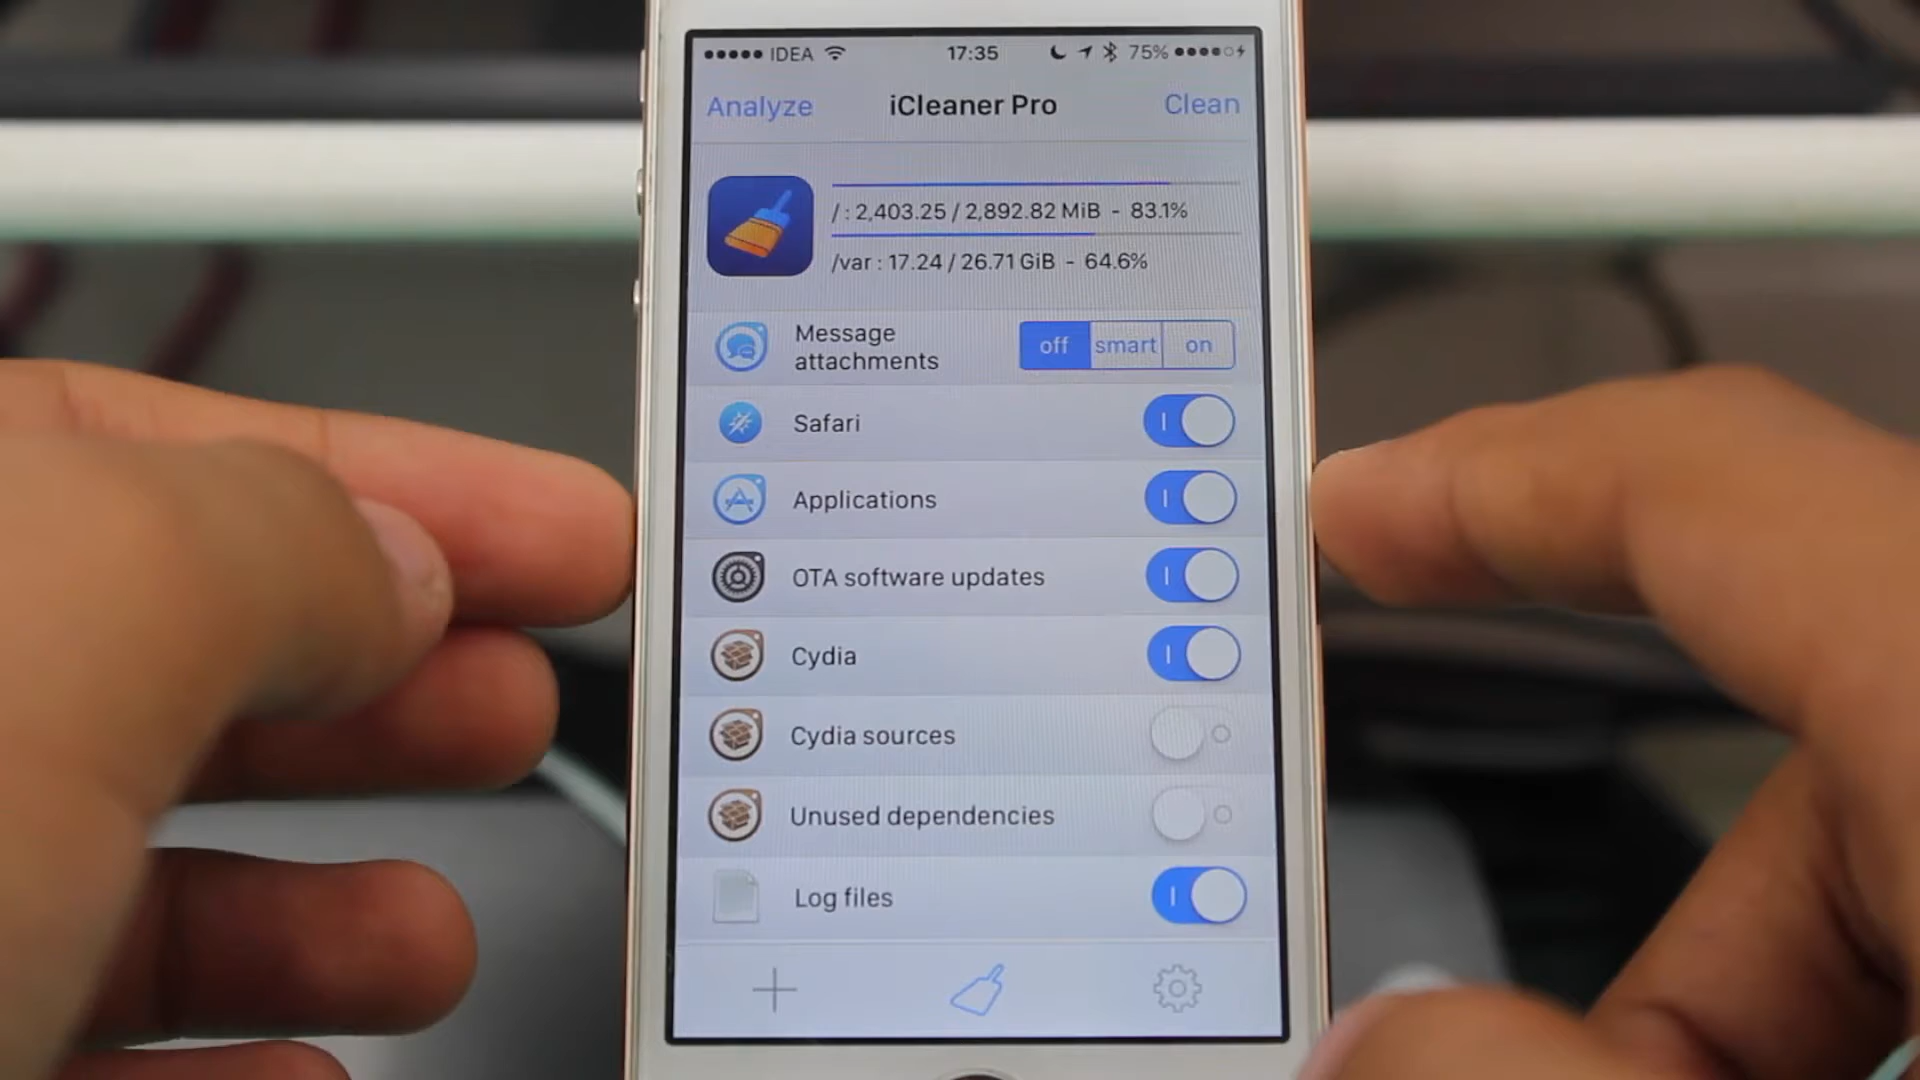 IDEA 17:35 75%
Analyze iCleaner Pro Clean
/ : 2,403.25 / 2,892.82 MiB - 83.1%
/var : 17.24 / 26.71 GiB - 64.6%
Message
attachments
off smart on
Safari
Applications
OTA software updates
Cydia
Cydia sources
Unused dependencies
Log files